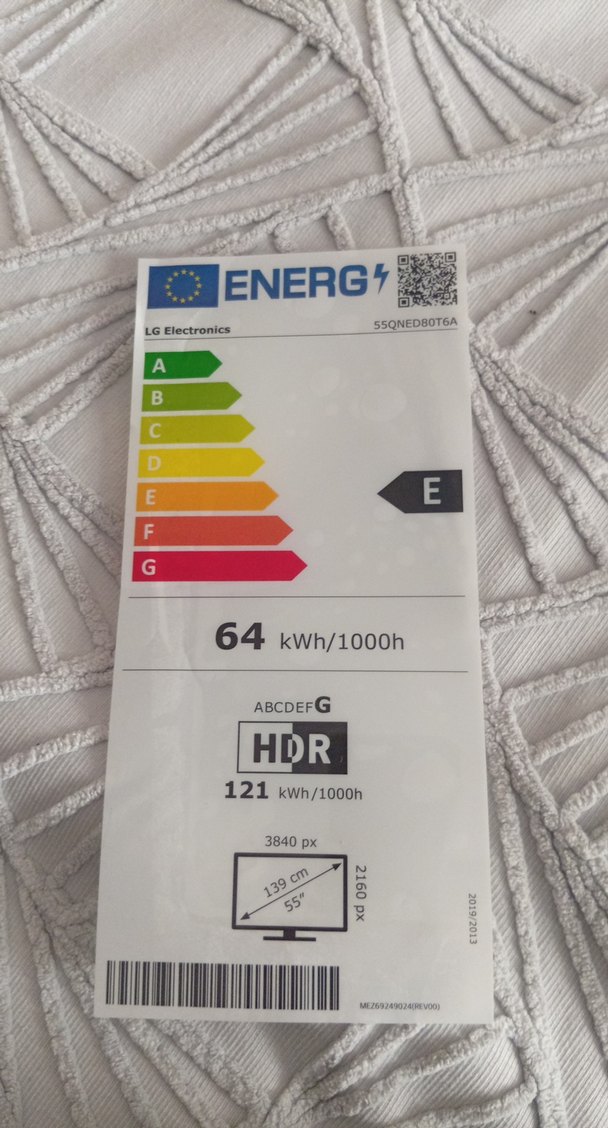 ENERG
LG Electronics
55QNED80T6A
A
B
C
D
E
F
G
E
64 kWh/1000h
ABCDEFG
HDR
121 kWh/1000h
3840 px
139 cm
55"
2160 px
2019/2013
MEZ69249024(REV00)